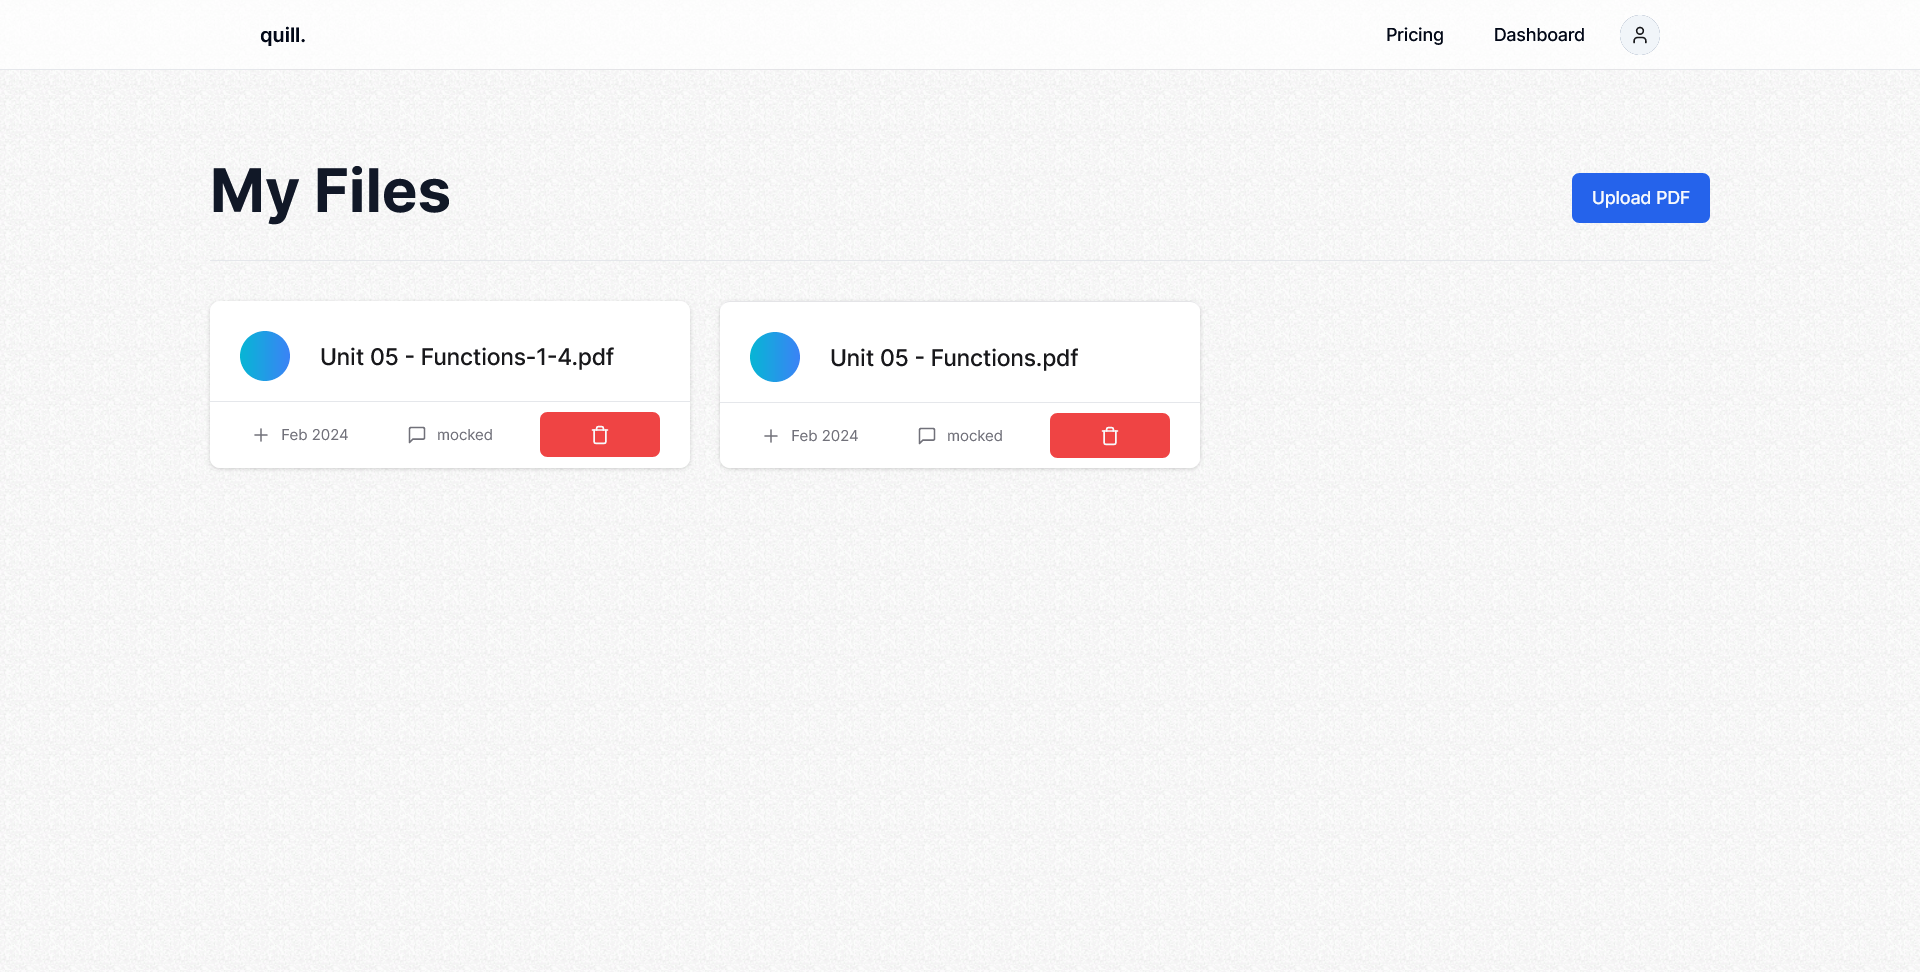 quill.
Pricing
Dashboard
My Files
Upload PDF
Unit 05 - Functions-1-4.pdf
Feb 2024
mocked
Unit 05 - Functions.pdf
Feb 2024
mocked